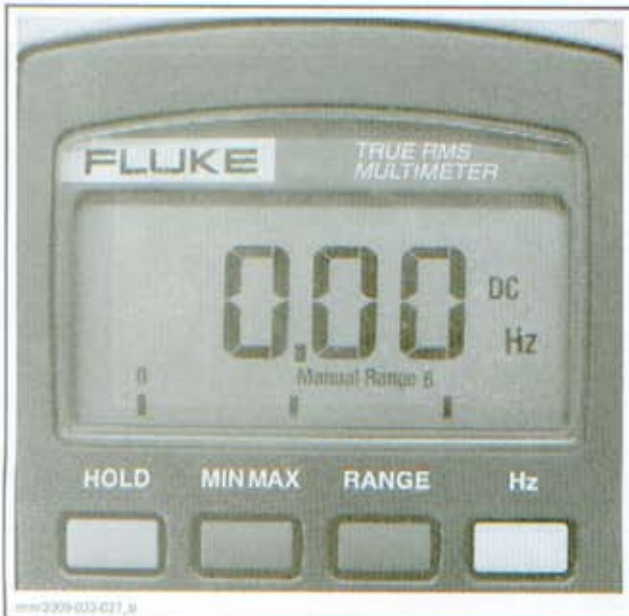 FLUKE
TRUE RMS
MULTIMETER
0.00 DC
Hz
0 Manual Range 6
HOLD MIN MAX RANGE Hz